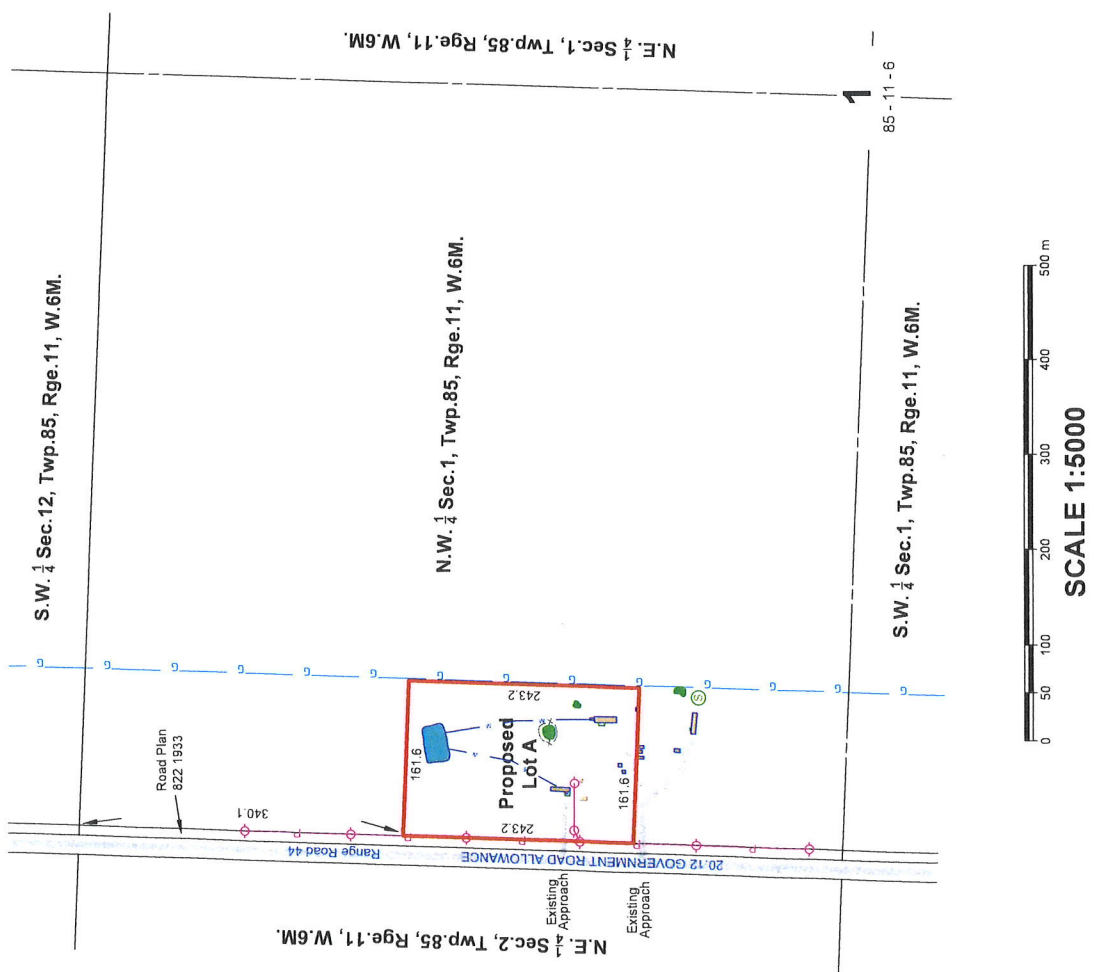 N.E. 1/4 Sec.1, Twp.85, Rge.11, W.6M.
1
85 - 11 - 6
S.W. 1/4 Sec.12, Twp.85, Rge.11, W.6M.
N.W. 1/4 Sec.1, Twp.85, Rge.11, W.6M.
S.W. 1/4 Sec.1, Twp.85, Rge.11, W.6M.
G G G G G G G G G G G G G G
Road Plan
822 1933
340.1
161.6
243.2
Proposed
Lot A
243.2
161.6
S
Range Road 44
20.12 GOVERNMENT ROAD ALLOWANCE
Existing
Approach
Existing
Approach
N.E. 1/4 Sec.2, Twp.85, Rge.11, W.6M.
0 50 100 200 300 400 500 m
SCALE 1:5000